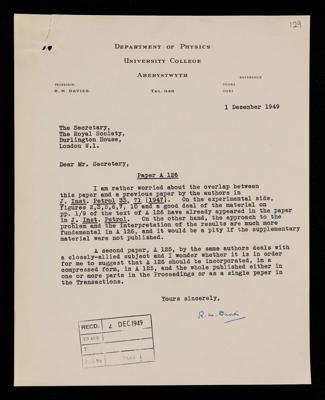 129
DEPARTMENT OF PHYSICS
UNIVERSITY COLLEGE
ABERYSTWYTH
PROFESSOR:
R. M. DAVIES.
TEL.
REFERENCE
YOURS
OURS
1 December 1949
The Secretary,
The Royal Society,
Burlington House,
London W.1.
Dear Mr. Secretary,
Paper A 126
I am rather worried about the overlap between
this paper and a previous paper by the authors in
J. Inst. Petrol 33, 71 (1947). On the experimental side,
Figures 2,3,5,6,7, 10 and a good deal of the material on
pp. 1/9 of the text of A 126 have already appeared in the paper
in J. Inst. Petrol. On the other hand, the approach to the
problem and the interpretation of the results are much more
fundamental in A 126, and it would be a pity if the supplementary
material were not published.
A second paper, A 125, by the same authors deals with
a closely-allied subject and I wonder whether it is in order
for me to suggest that A 126 should be incorporated, in a
compressed form, in A 125, and the whole published either in
one or more parts in the Proceedings or as a single paper in
the Transactions.
Yours sincerely,
R. M. Davies
RECD. 2 DEC 1949